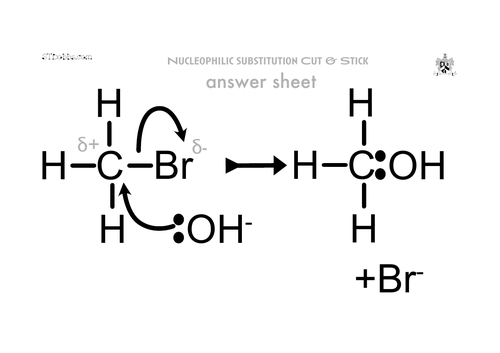 NUCLEOPHILIC SUBSTITUTION CUT & STICK
answer sheet
H
H
δ+
δ-
H C Br
H C:OH
H
:OH-
H
+Br-